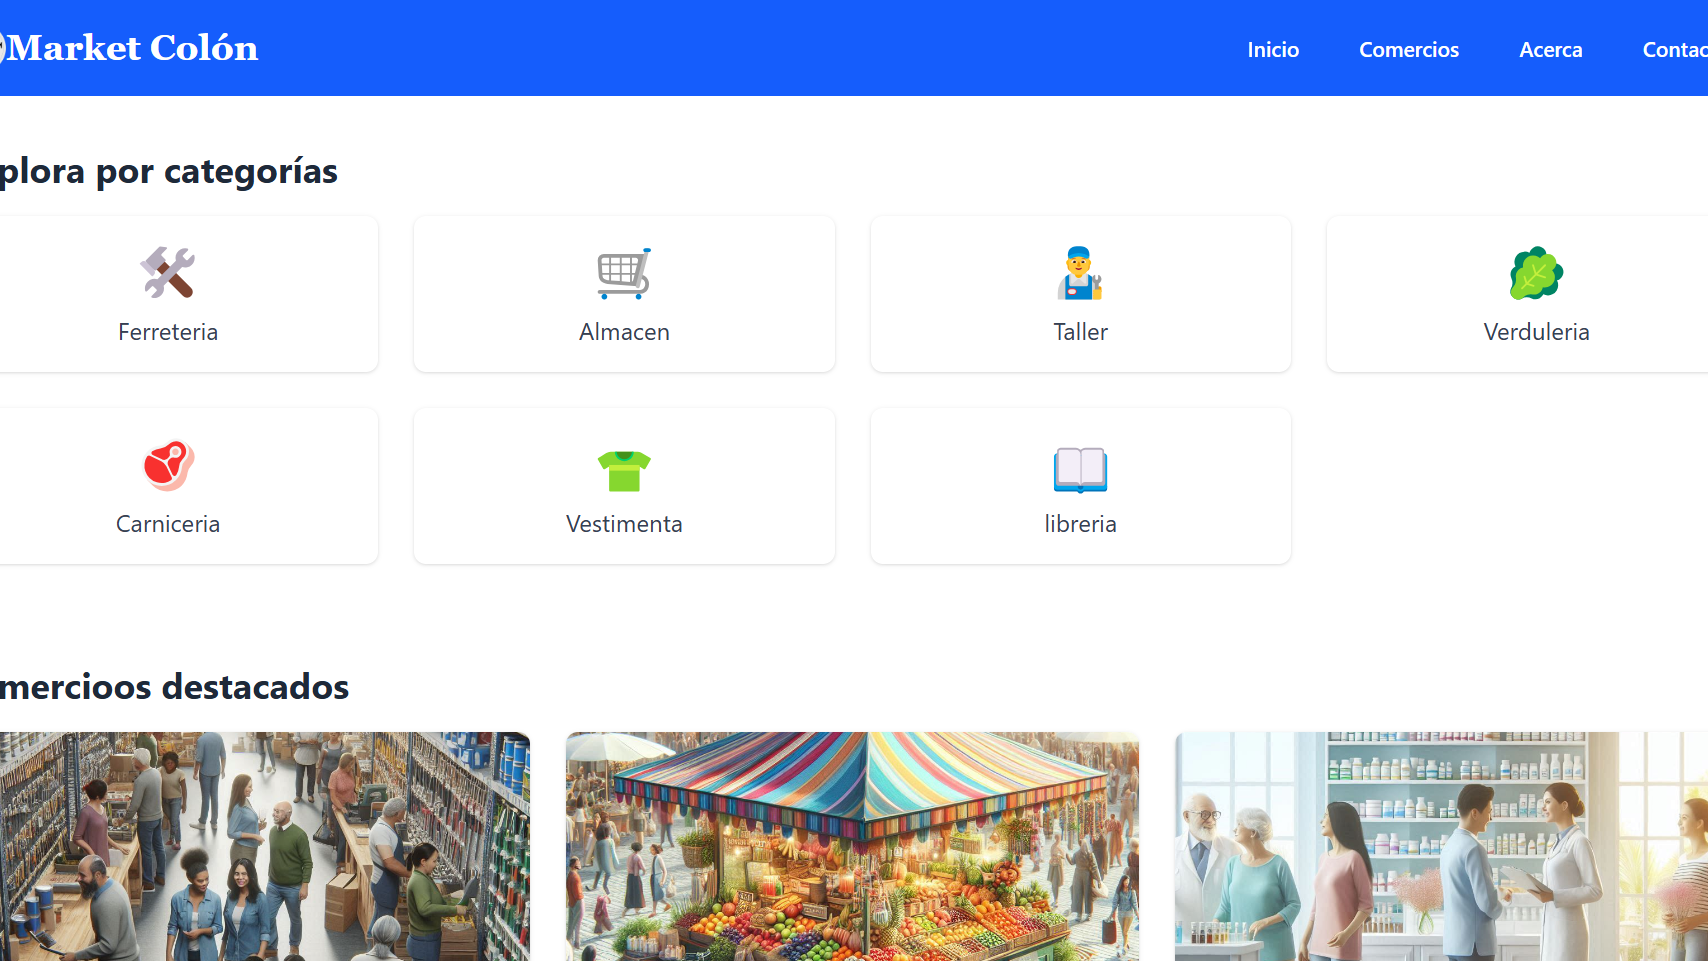 Market Colón
Inicio Comercios Acerca Contac
plora por categorías
Ferreteria Almacen Taller Verduleria
Carniceria Vestimenta libreria
mercioos destacados